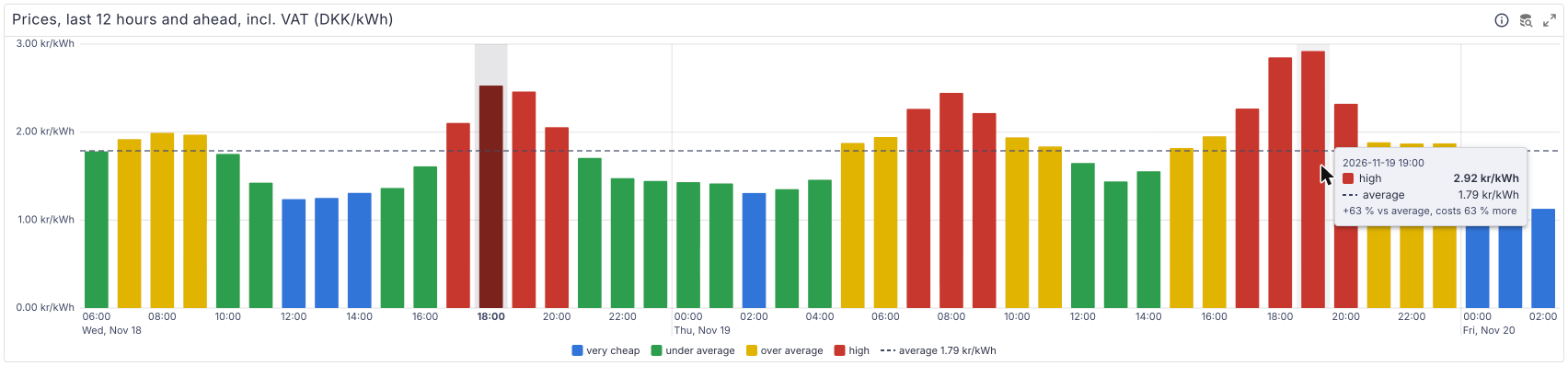 Prices, last 12 hours and ahead, incl. VAT (DKK/kWh)
3.00 kr/kWh
2.00 kr/kWh
1.00 kr/kWh
0.00 kr/kWh
2026-11-19 19:00
high 2.92 kr/kWh
average 1.79 kr/kWh
+63 % vs average, costs 63 % more
06:00 08:00 10:00 12:00 14:00 16:00 18:00 20:00 22:00 00:00 02:00 04:00 06:00 08:00 10:00 12:00 14:00 16:00 18:00 20:00 22:00 00:00 02:00
Wed, Nov 18 Thu, Nov 19 Fri, Nov 20
very cheap under average over average high average 1.79 kr/kWh